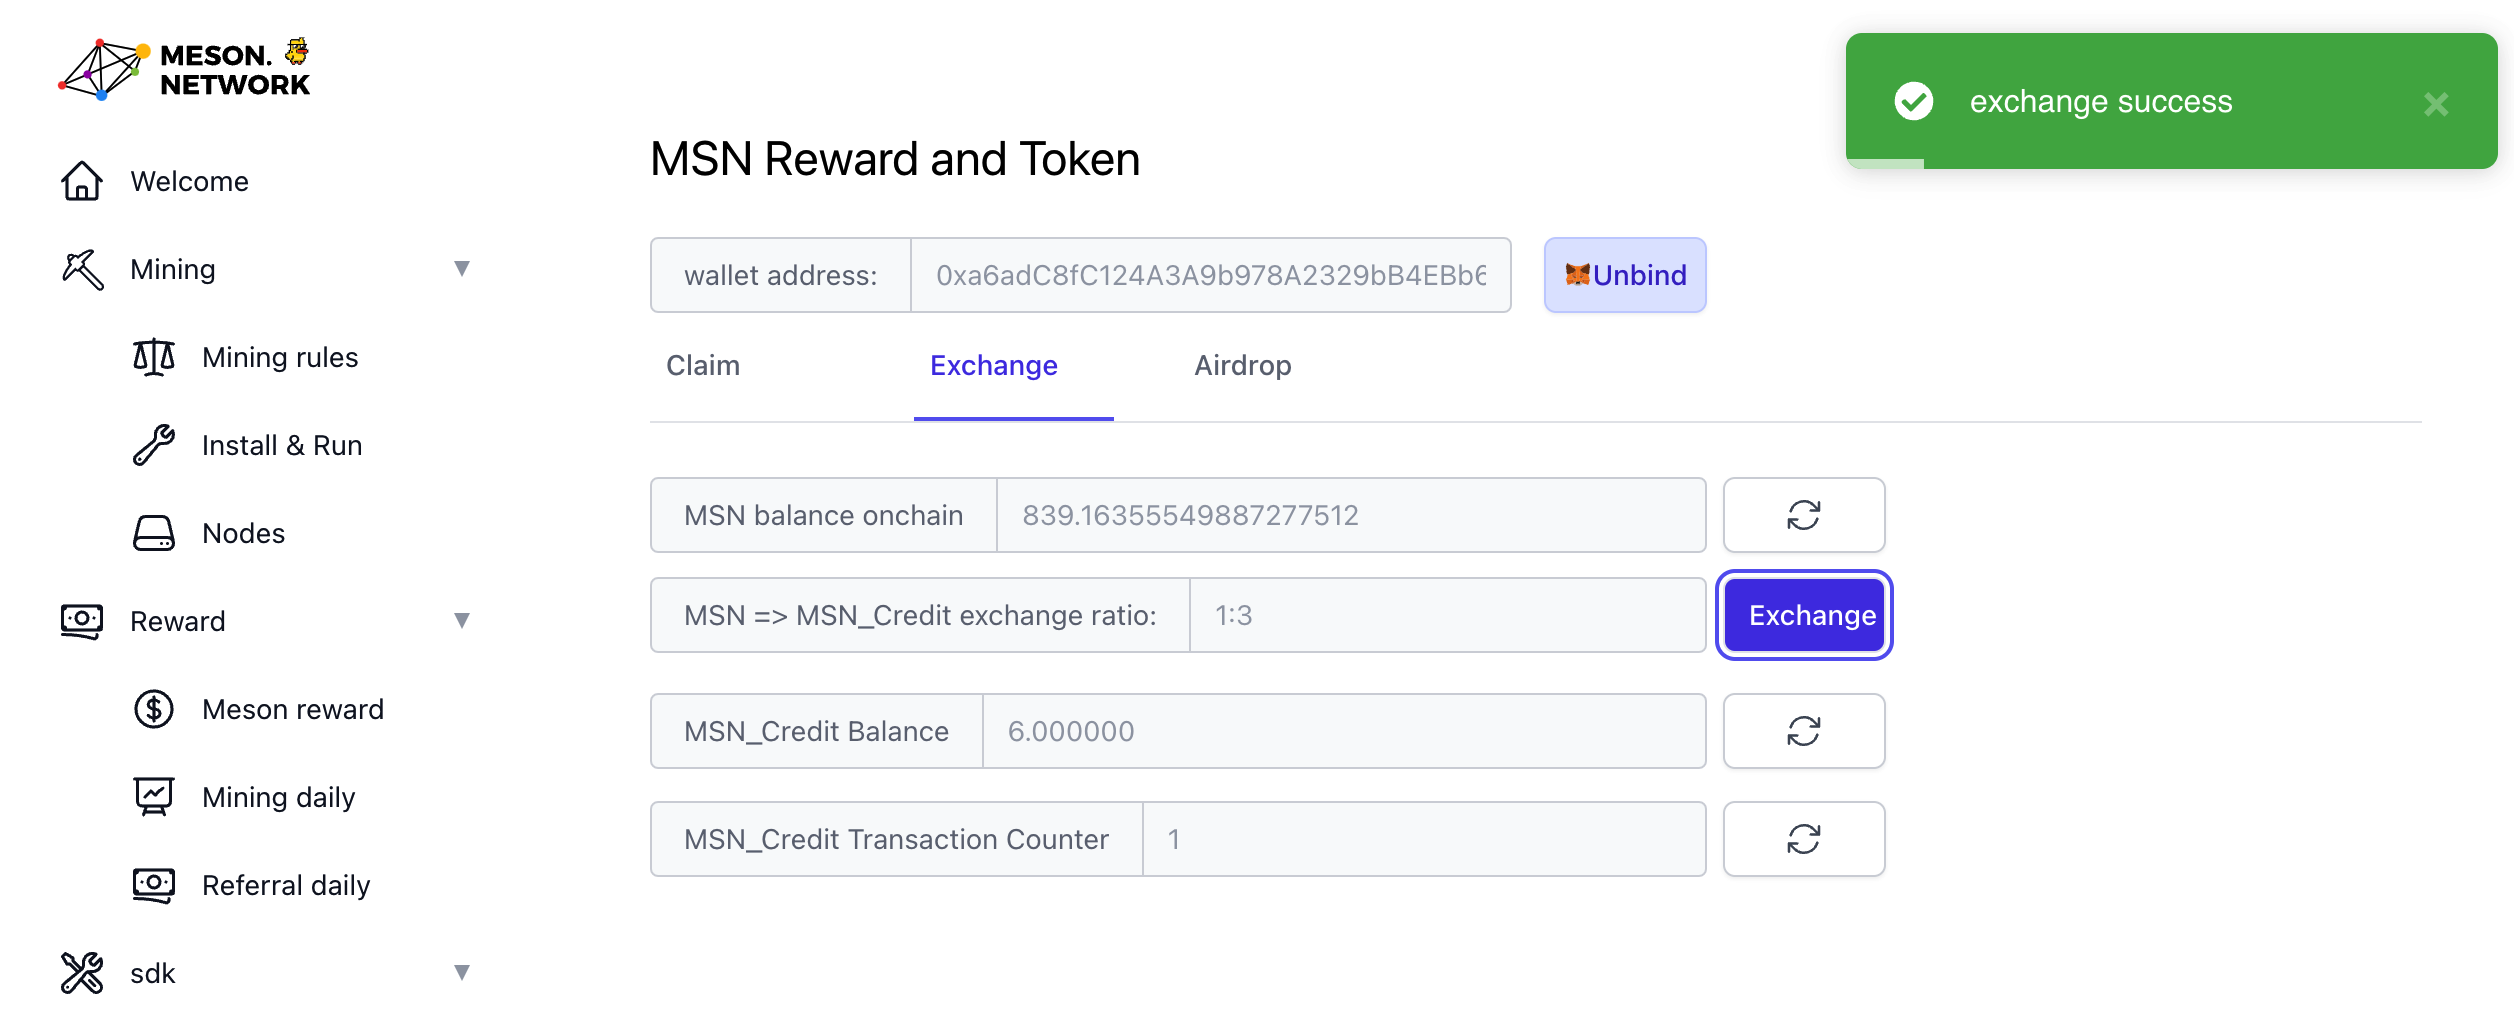 MESON.
NETWORK
exchange success
Welcome
Mining
Mining rules
Install & Run
Nodes
Reward
Meson reward
Mining daily
Referral daily
sdk
MSN Reward and Token
wallet address: 0xa6adC8fC124A3A9b978A2329bB4EBb6
Unbind
Claim Exchange Airdrop
MSN balance onchain 839.16355549887277512
MSN => MSN_Credit exchange ratio: 1:3 Exchange
MSN_Credit Balance 6.000000
MSN_Credit Transaction Counter 1